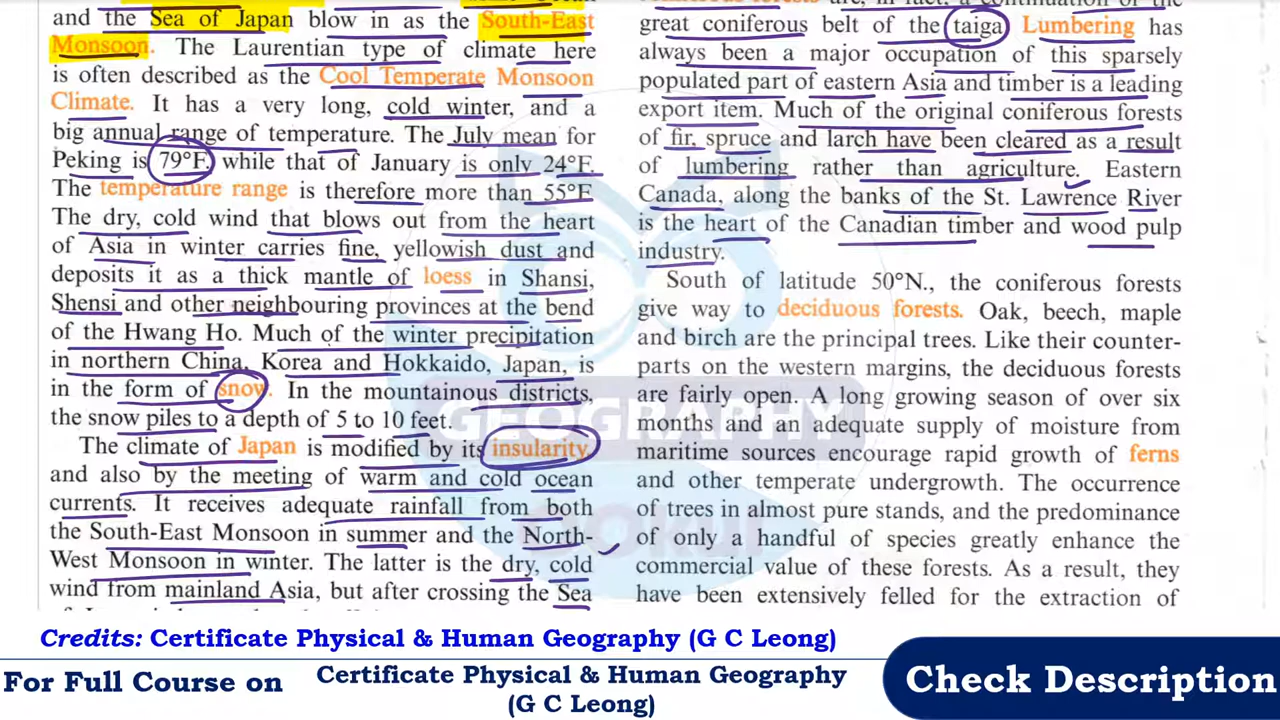 and the Sea of Japan blow in as the South-East
Monsoon. The Laurentian type of climate here
is often described as the Cool Temperate Monsoon
Climate. It has a very long, cold winter, and a
big annual range of temperature. The July mean for
Peking is 79°F. while that of January is only 24°F.
The temperature range is therefore more than 55°F.
The dry, cold wind that blows out from the heart
of Asia in winter carries fine, yellowish dust and
deposits it as a thick mantle of loess in Shansi,
Shensi and other neighbouring provinces at the bend
of the Hwang Ho. Much of the winter precipitation
in northern China, Korea and Hokkaido, Japan, is
in the form of snow. In the mountainous districts,
the snow piles to a depth of 5 to 10 feet.
The climate of Japan is modified by its insularity,
and also by the meeting of warm and cold ocean
currents. It receives adequate rainfall from both
the South-East Monsoon in summer and the North-
West Monsoon in winter. The latter is the dry, cold
wind from mainland Asia, but after crossing the Sea
great coniferous belt of the taiga Lumbering has
always been a major occupation of this sparsely
populated part of eastern Asia and timber is a leading
export item. Much of the original coniferous forests
of fir, spruce and larch have been cleared as a result
of lumbering rather than agriculture. Eastern
Canada, along the banks of the St. Lawrence River
is the heart of the Canadian timber and wood pulp
industry.
South of latitude 50°N., the coniferous forests
give way to deciduous forests. Oak, beech, maple
and birch are the principal trees. Like their counter-
parts on the western margins, the deciduous forests
are fairly open. A long growing season of over six
months and an adequate supply of moisture from
maritime sources encourage rapid growth of ferns
and other temperate undergrowth. The occurrence
of trees in almost pure stands, and the predominance
of only a handful of species greatly enhance the
commercial value of these forests. As a result, they
have been extensively felled for the extraction of
GEOGRAPHY
Credits: Certificate Physical & Human Geography (G C Leong)
For Full Course on
Certificate Physical & Human Geography
(G C Leong)
Check Description